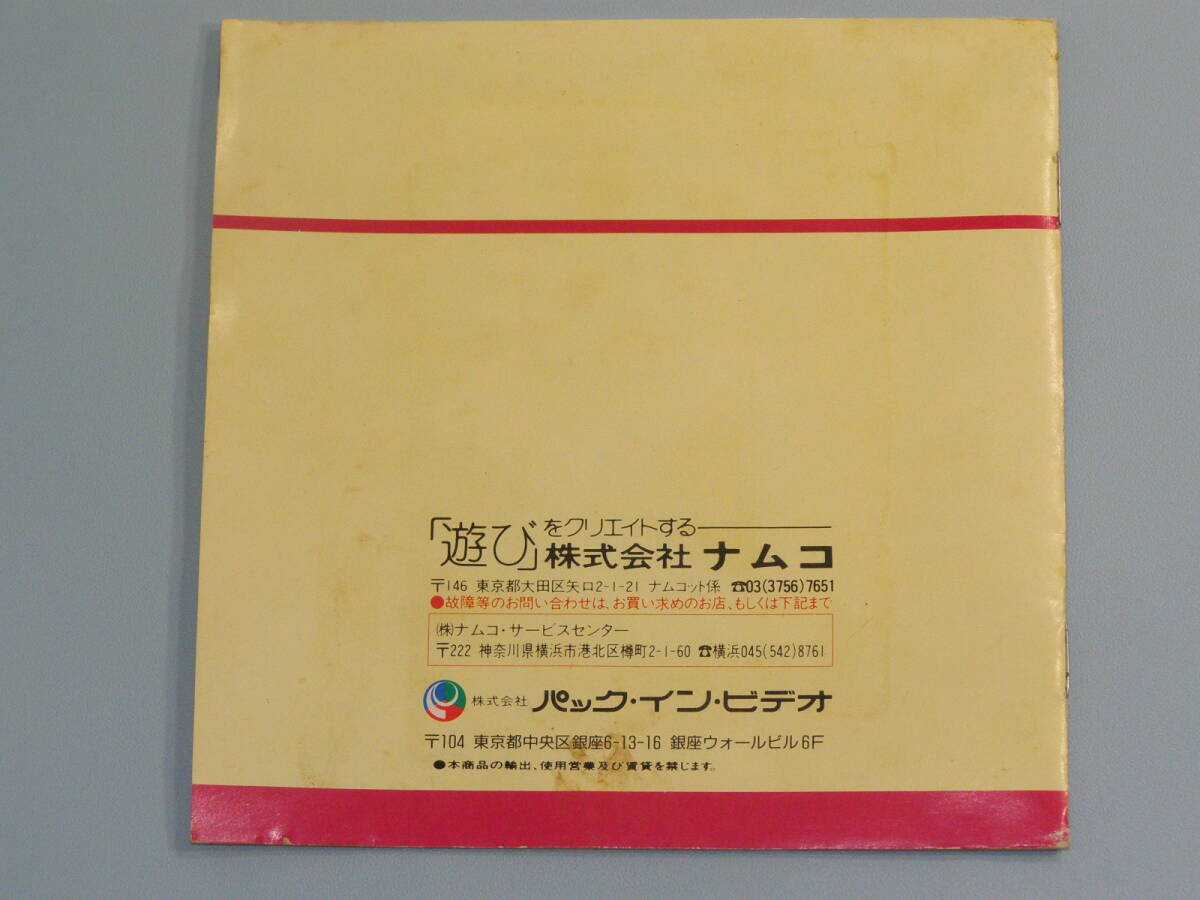 「遊び」をクリエイトする
株式会社 ナムコ
〒146 東京都大田区矢口2-1-21 ナムコット係 ☎03(3756)7651
●故障等のお問い合わせは、お買い求めのお店、もしくは下記まで
㈱ナムコ・サービスセンター
〒222 神奈川県横浜市港北区樽町2-1-60 ☎横浜045(542)8761
株式会社 パック・イン・ビデオ
〒104 東京都中央区銀座6-13-16 銀座ウォールビル6F
●本商品の輸出、使用営業及び賃貸を禁じます。